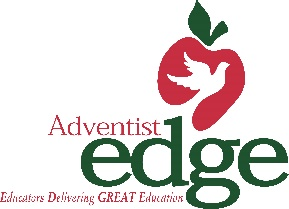 Adventist
edge
Educators Delivering GREAT Education